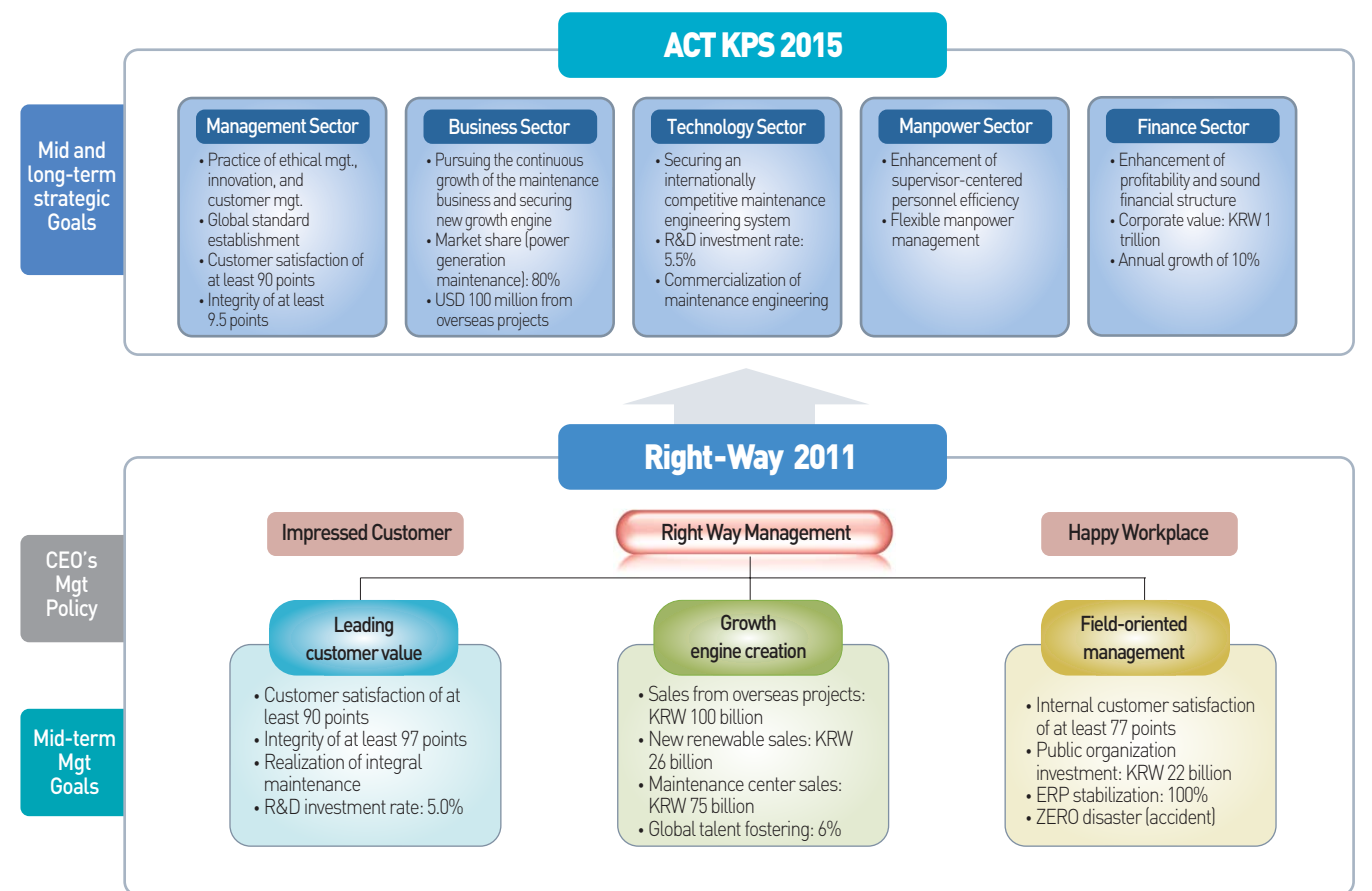 ACT KPS 2015
Mid and
long-term
strategic
Goals
Management Sector
• Practice of ethical mgt.,
innovation, and
customer mgt.
• Global standard
establishment
• Customer satisfaction of
at least 90 points
• Integrity of at least
9.5 points
Business Sector
• Pursuing the continuous
growth of the maintenance
business and securing
new growth engine
• Market share (power
generation
maintenance): 80%
• USD 100 million from
overseas projects
Technology Sector
• Securing an
internationally
competitive maintenance
engineering system
• R&D investment rate:
5.5%
• Commercialization of
maintenance engineering
Manpower Sector
• Enhancement of
supervisor-centered
personnel efficiency
• Flexible manpower
management
Finance Sector
• Enhancement of
profitability and sound
financial structure
• Corporate value: KRW 1
trillion
• Annual growth of 10%
Right-Way 2011
CEO's
Mgt
Policy
Impressed Customer
Right Way Management
Happy Workplace
Mid-term
Mgt
Goals
Leading
customer value
• Customer satisfaction of at
least 90 points
• Integrity of at least 97 points
• Realization of integral
maintenance
• R&D investment rate: 5.0%
Growth
engine creation
• Sales from overseas projects:
KRW 100 billion
• New renewable sales: KRW
26 billion
• Maintenance center sales:
KRW 75 billion
• Global talent fostering: 6%
Field-oriented
management
• Internal customer satisfaction
of at least 77 points
• Public organization
investment: KRW 22 billion
• ERP stabilization: 100%
• ZERO disaster (accident)